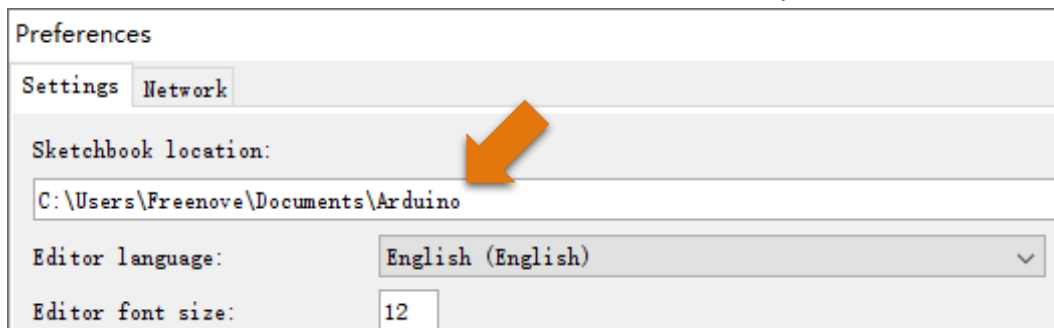 Preferences
Settings Network
Sketchbook location:
C:\Users\Freenove\Documents\Arduino
Editor language: English (English)
Editor font size: 12